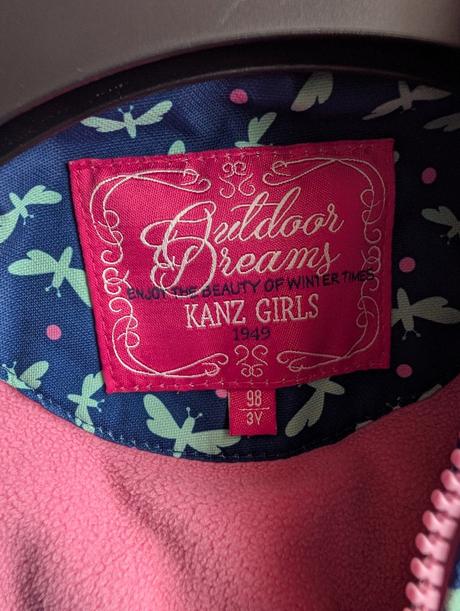 Outdoor
Dreams
ENJOY THE BEAUTY OF WINTER TIMES
KANZ GIRLS
1949
98
3Y